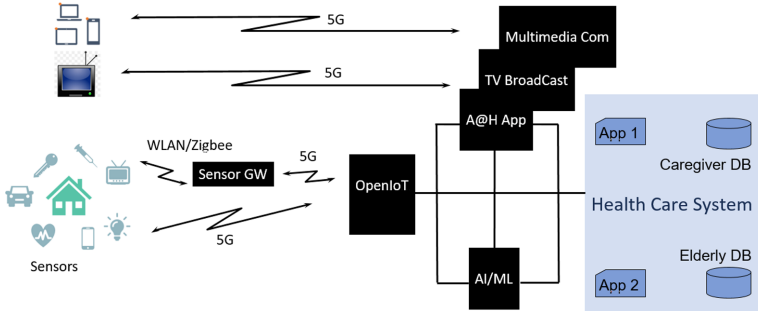 5G
Multimedia Com
5G
TV BroadCast
A@H App
WLAN/Zigbee
5G
Sensor GW
OpenIoT
5G
Sensors
AI/ML
App 1
Caregiver DB
Health Care System
Elderly DB
App 2